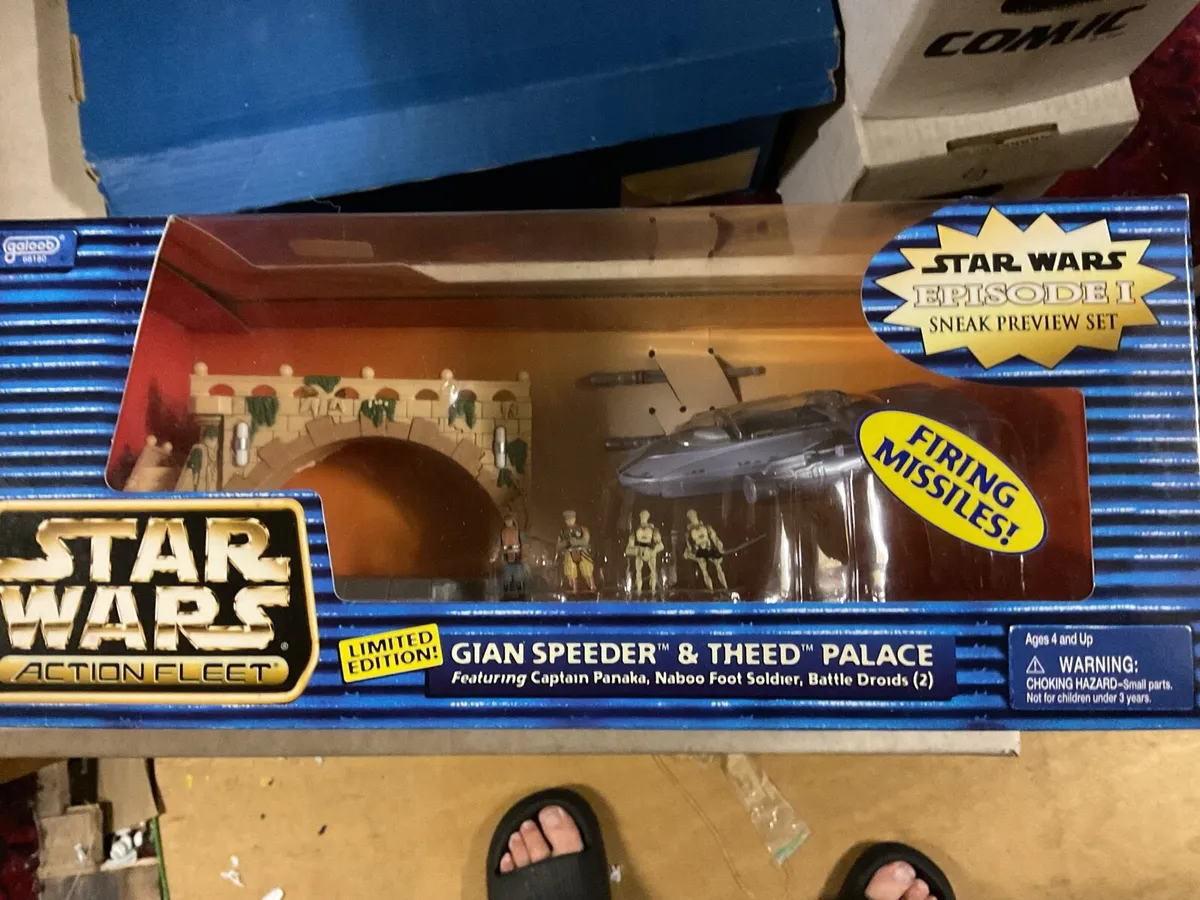 COMIC
galoob
66180
STAR WARS
EPISODE I
SNEAK PREVIEW SET
FIRING
MISSILES!
STAR
WARS
ACTION FLEET
LIMITED
EDITION!
GIAN SPEEDER™ & THEED™ PALACE
Featuring Captain Panaka, Naboo Foot Soldier, Battle Droids (2)
Ages 4 and Up
⚠ WARNING:
CHOKING HAZARD–Small parts.
Not for children under 3 years.